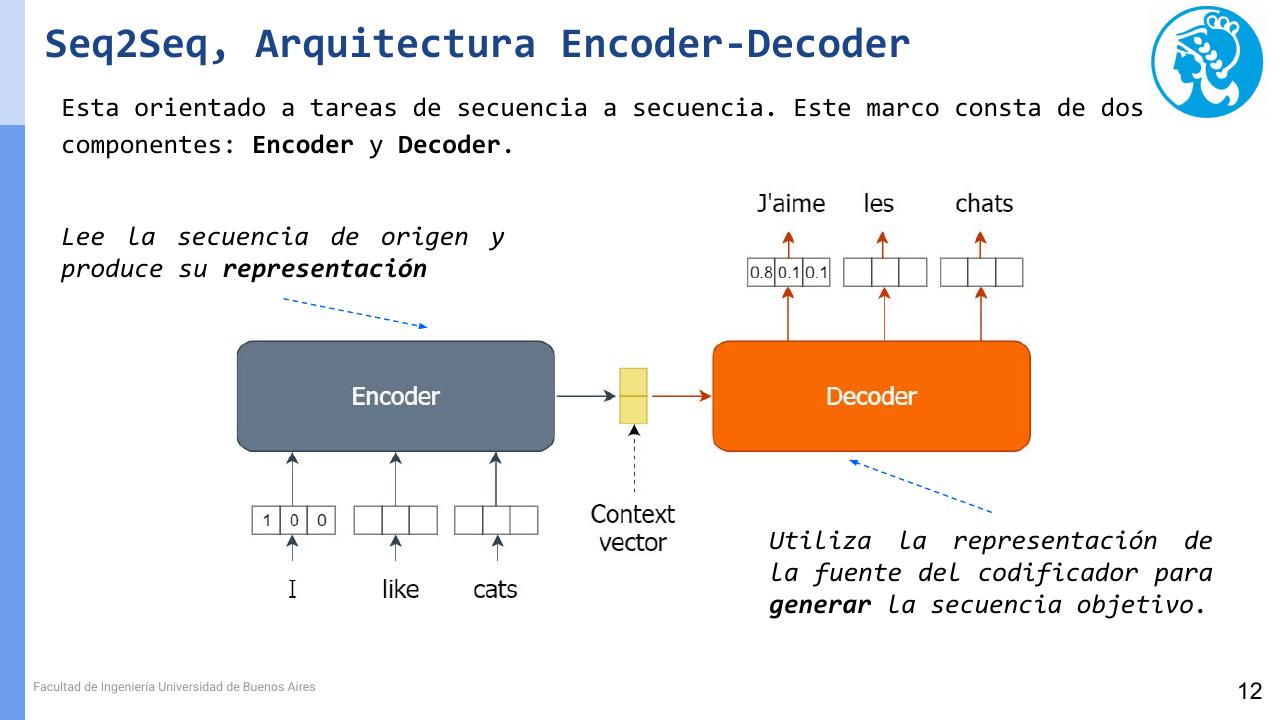 Seq2Seq, Arquitectura Encoder-Decoder
Esta orientado a tareas de secuencia a secuencia. Este marco consta de dos
componentes: Encoder y Decoder.
Lee la secuencia de origen y
produce su representación
J'aime les chats
0.8 0.1 0.1
Encoder
Decoder
1 0 0
I like cats
Context
vector
Utiliza la representación de
la fuente del codificador para
generar la secuencia objetivo.
Facultad de Ingeniería Universidad de Buenos Aires
12